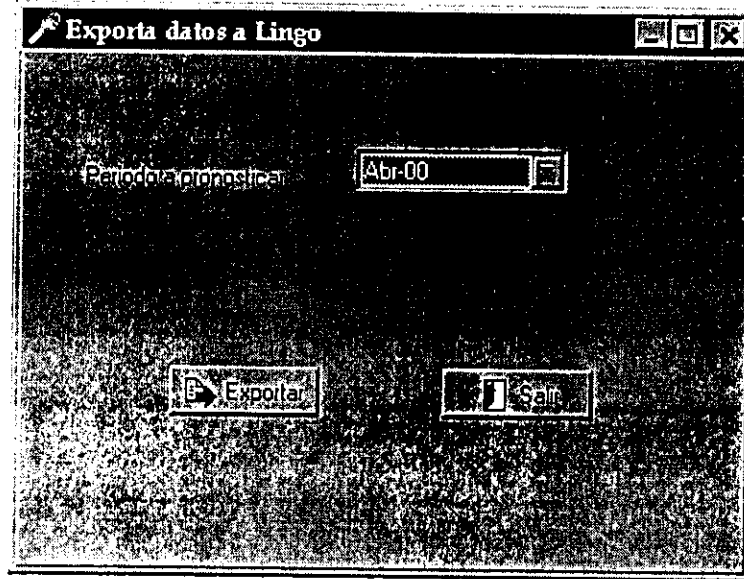 Exporta datos a Lingo
Periodo a pronosticar
Abr-00
Exportar
Salir